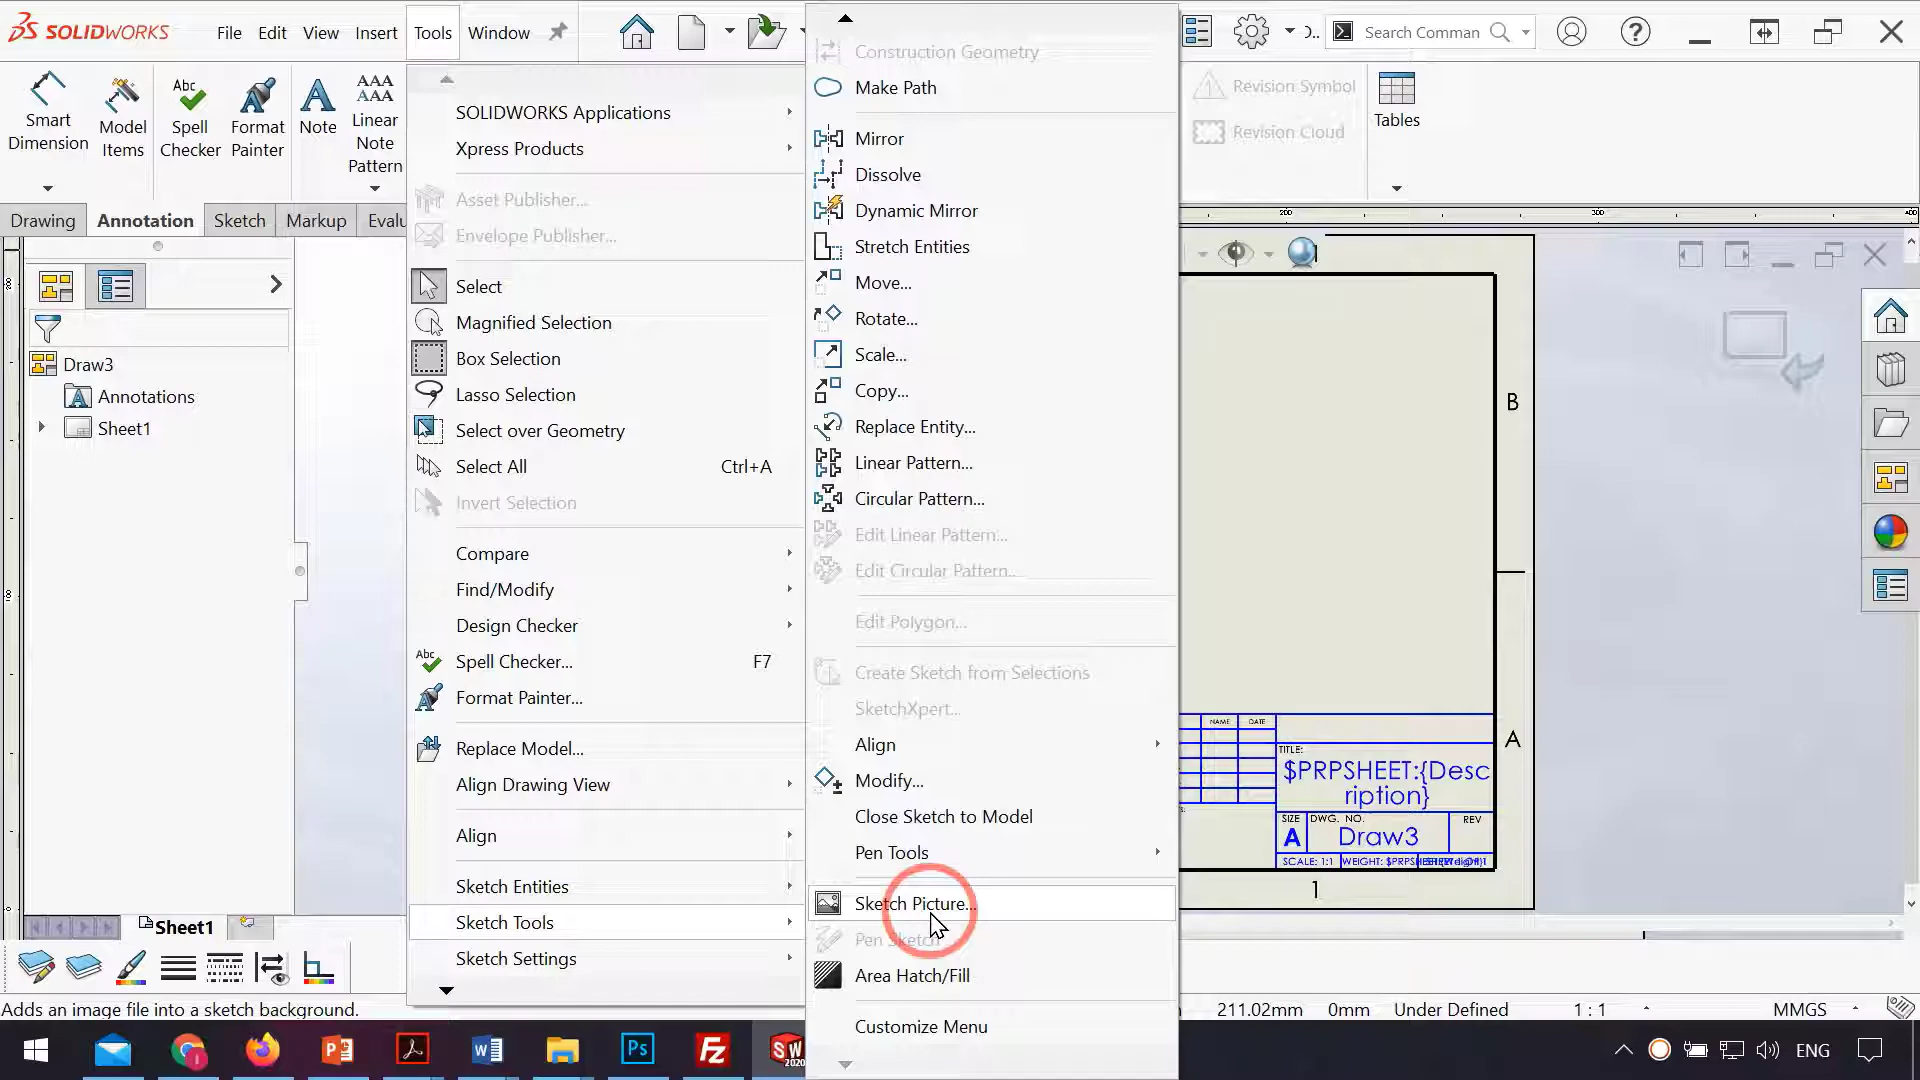 SOLIDWORKS
File Edit View Insert Tools Window
Search Comman
Smart
Dimension
Model
Items
Spell
Checker
Format
Painter
Note
Linear
Note
Pattern
Revision Symbol
Revision Cloud
Tables
Drawing Annotation Sketch Markup Evalu
Draw3
Annotations
Sheet1
SOLIDWORKS Applications
Xpress Products
Asset Publisher...
Envelope Publisher...
Select
Magnified Selection
Box Selection
Lasso Selection
Select over Geometry
Select All Ctrl+A
Invert Selection
Compare
Find/Modify
Design Checker
Spell Checker... F7
Format Painter...
Replace Model...
Align Drawing View
Align
Sketch Entities
Sketch Tools
Sketch Settings
Construction Geometry
Make Path
Mirror
Dissolve
Dynamic Mirror
Stretch Entities
Move...
Rotate...
Scale...
Copy...
Replace Entity...
Linear Pattern...
Circular Pattern...
Edit Linear Pattern...
Edit Circular Pattern...
Edit Polygon...
Create Sketch from Selections
SketchXpert...
Align
Modify...
Close Sketch to Model
Pen Tools
Sketch Picture...
Pen Sketch
Area Hatch/Fill
Customize Menu
200 300 400
B
A
1
NAME DATE
TITLE:
$PRPSHEET:{Desc
ription}
SIZE DWG. NO. REV
A Draw3
SCALE: 1:1
Sheet1
Adds an image file into a sketch background.
211.02mm 0mm Under Defined 1 : 1 MMGS
ENG